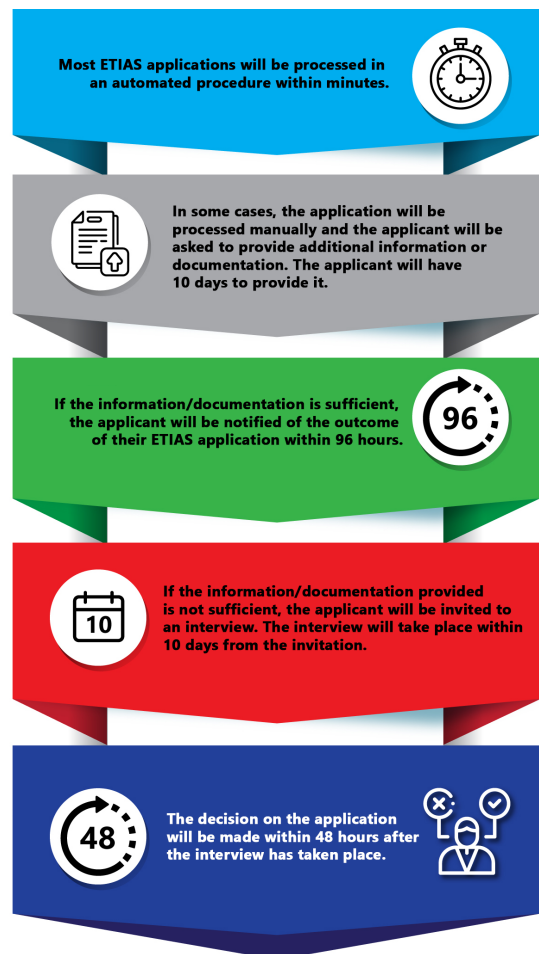 Most ETIAS applications will be processed in
an automated procedure within minutes.
In some cases, the application will be
processed manually and the applicant will be
asked to provide additional information or
documentation. The applicant will have
10 days to provide it.
If the information/documentation is sufficient,
the applicant will be notified of the outcome
of their ETIAS application within 96 hours.
96
If the information/documentation provided
is not sufficient, the applicant will be invited to
an interview. The interview will take place within
10 days from the invitation.
10
The decision on the application
will be made within 48 hours after
the interview has taken place.
48